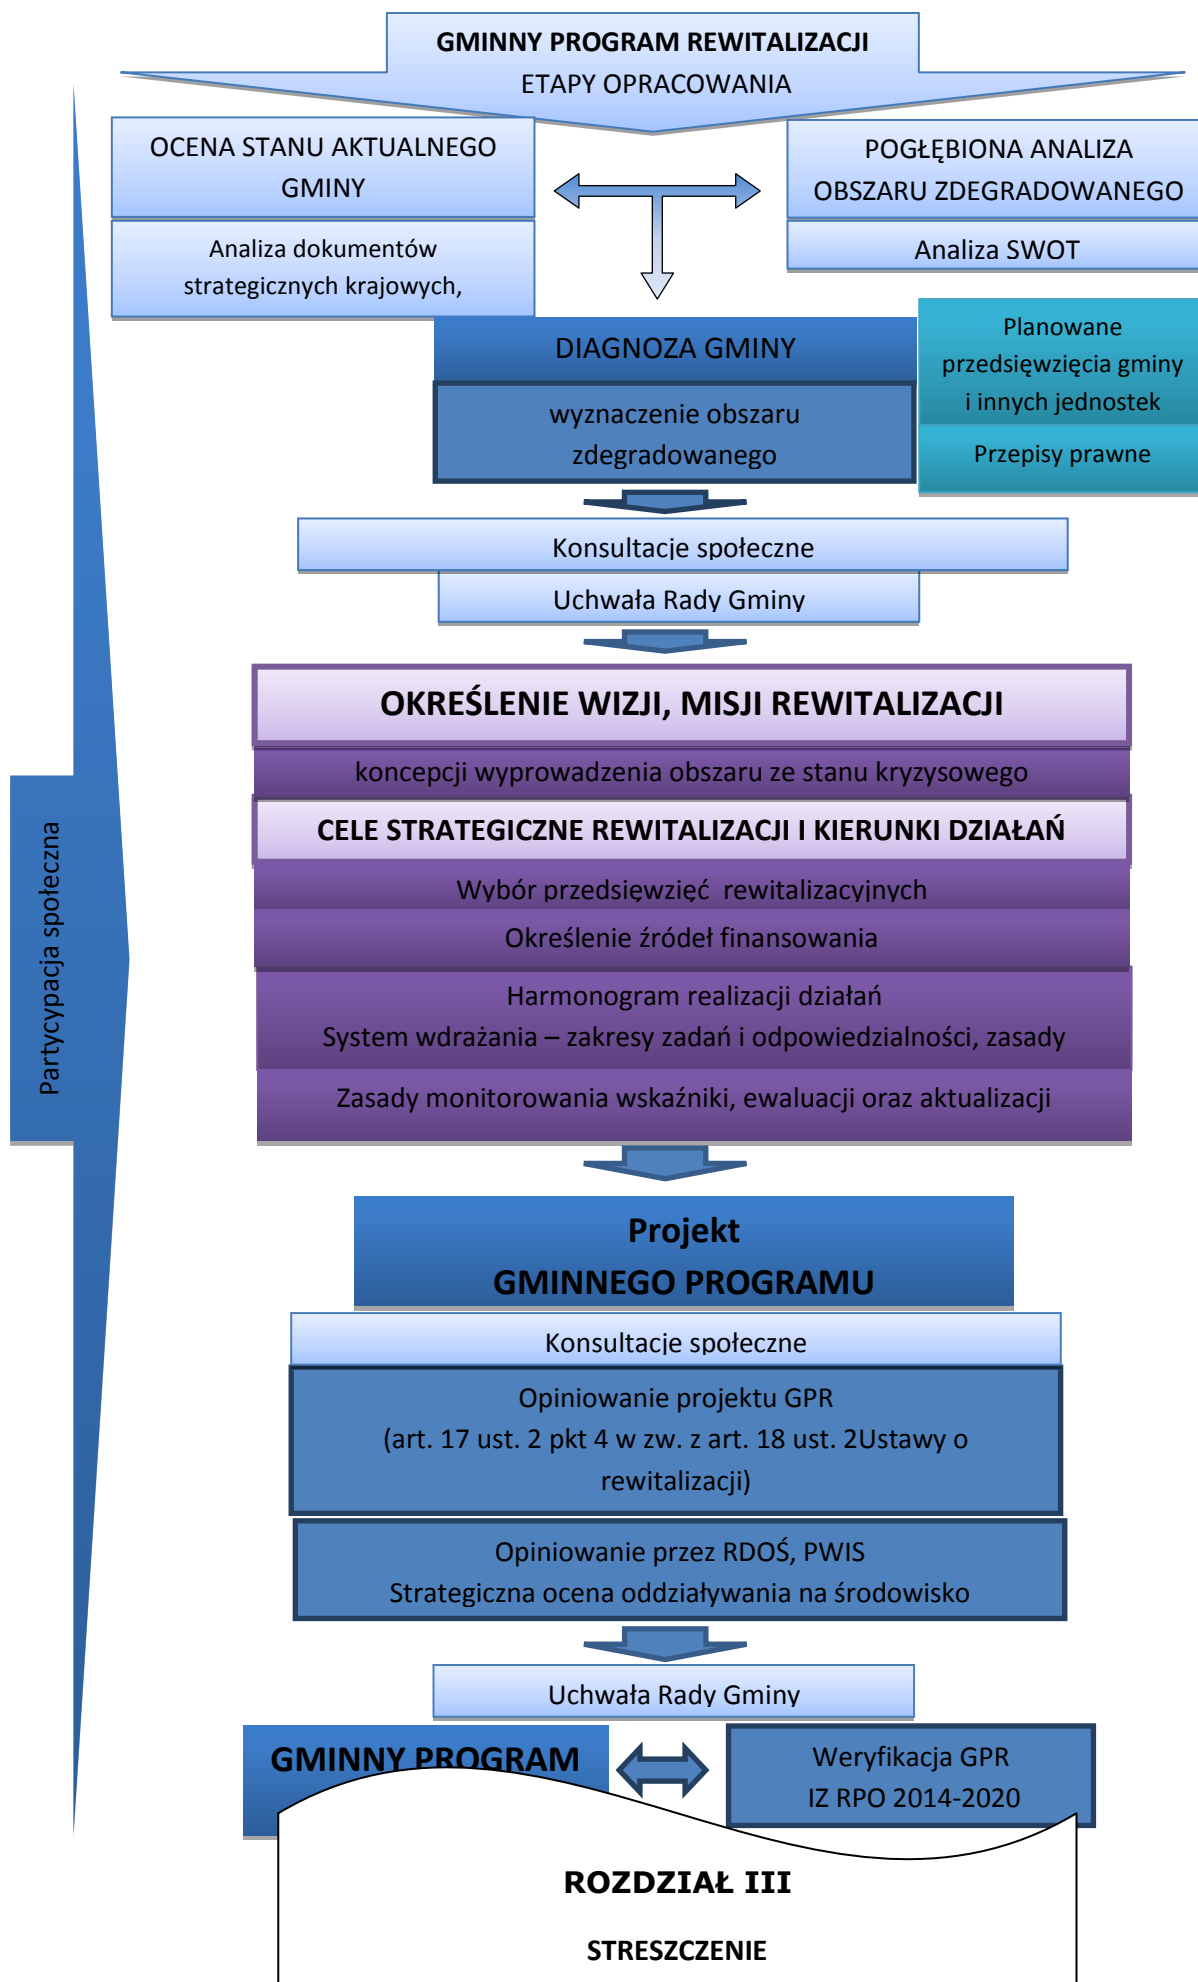 GMINNY PROGRAM REWITALIZACJI
ETAPY OPRACOWANIA
OCENA STANU AKTUALNEGO
GMINY
Analiza dokumentów
strategicznych krajowych,
POGŁĘBIONA ANALIZA
OBSZARU ZDEGRADOWANEGO
Analiza SWOT
DIAGNOZA GMINY
wyznaczenie obszaru
zdegradowanego
Planowane
przedsięwzięcia gminy
i innych jednostek
Przepisy prawne
Konsultacje społeczne
Uchwała Rady Gminy
OKREŚLENIE WIZJI, MISJI REWITALIZACJI
koncepcji wyprowadzenia obszaru ze stanu kryzysowego
CELE STRATEGICZNE REWITALIZACJI I KIERUNKI DZIAŁAŃ
Wybór przedsięwzięć rewitalizacyjnych
Określenie źródeł finansowania
Harmonogram realizacji działań
System wdrażania – zakresy zadań i odpowiedzialności, zasady
Zasady monitorowania wskaźniki, ewaluacji oraz aktualizacji
Partycypacja społeczna
Projekt
GMINNEGO PROGRAMU
Konsultacje społeczne
Opiniowanie projektu GPR
(art. 17 ust. 2 pkt 4 w zw. z art. 18 ust. 2Ustawy o
rewitalizacji)
Opiniowanie przez RDOŚ, PWIS
Strategiczna ocena oddziaływania na środowisko
Uchwała Rady Gminy
GMINNY PROGRAM
Weryfikacja GPR
IZ RPO 2014-2020
ROZDZIAŁ III
STRESZCZENIE